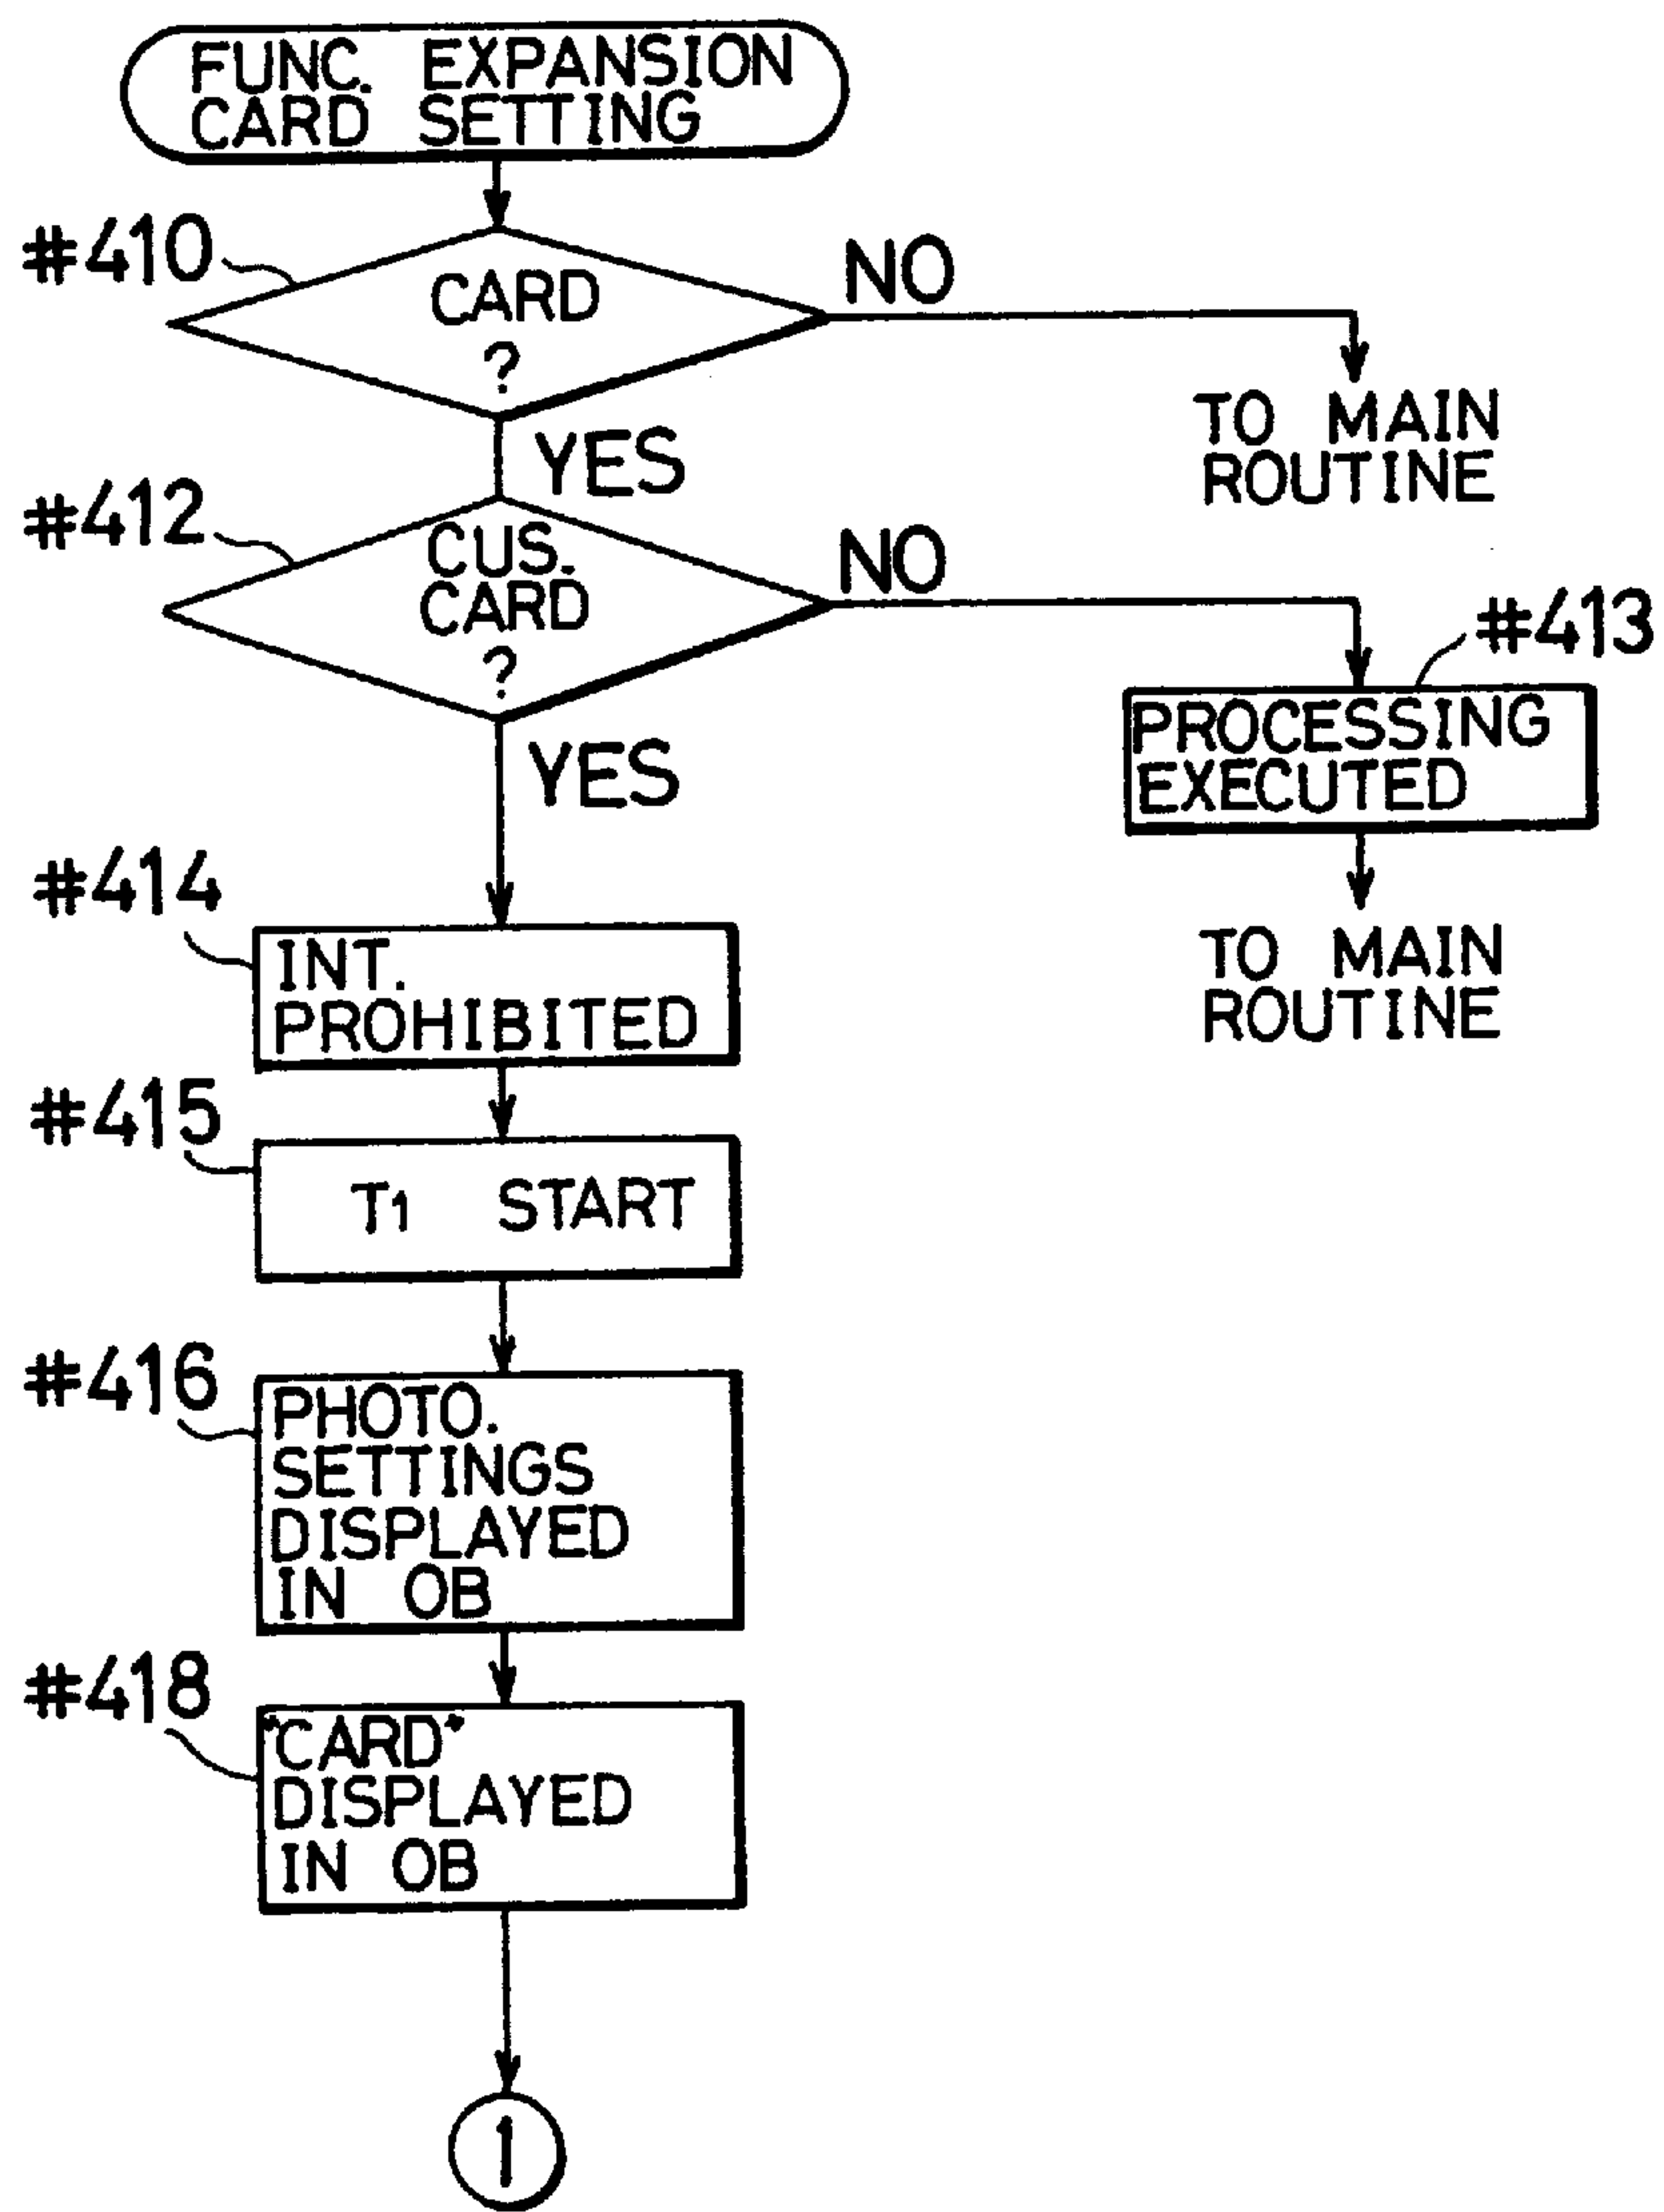 FUNC. EXPANSION
CARD SETTING
#410
CARD
?
NO
TO MAIN
ROUTINE
YES
#412
CUS.
CARD
?
NO
#413
PROCESSING
EXECUTED
TO MAIN
ROUTINE
YES
#414
INT.
PROHIBITED
#415
T1 START
#416
PHOTO.
SETTINGS
DISPLAYED
IN OB
#418
"CARD"
DISPLAYED
IN OB
1